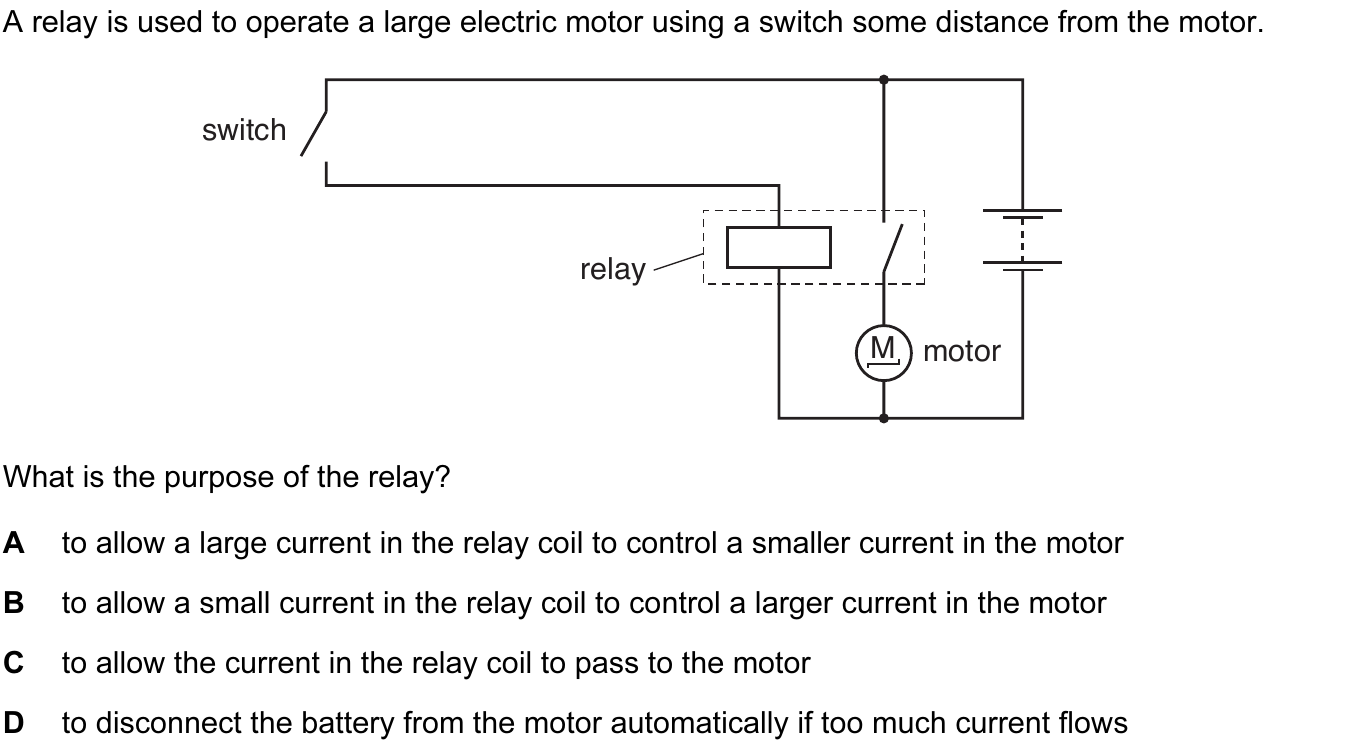 A relay is used to operate a large electric motor using a switch some distance from the motor.
switch
relay
M
motor
What is the purpose of the relay?
A to allow a large current in the relay coil to control a smaller current in the motor
B to allow a small current in the relay coil to control a larger current in the motor
C to allow the current in the relay coil to pass to the motor
D to disconnect the battery from the motor automatically if too much current flows